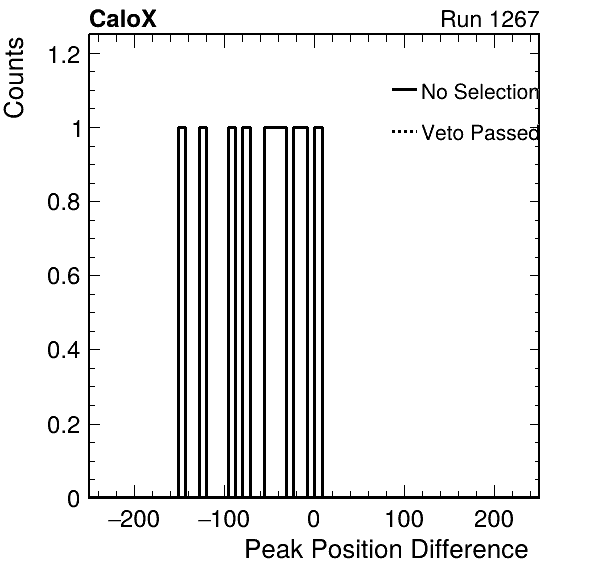 CaloX Run 1267
Counts
1.2
No Selection
1
Veto Passed
0.8
0.6
0.4
0.2
0
−200 −100 0 100 200
Peak Position Difference